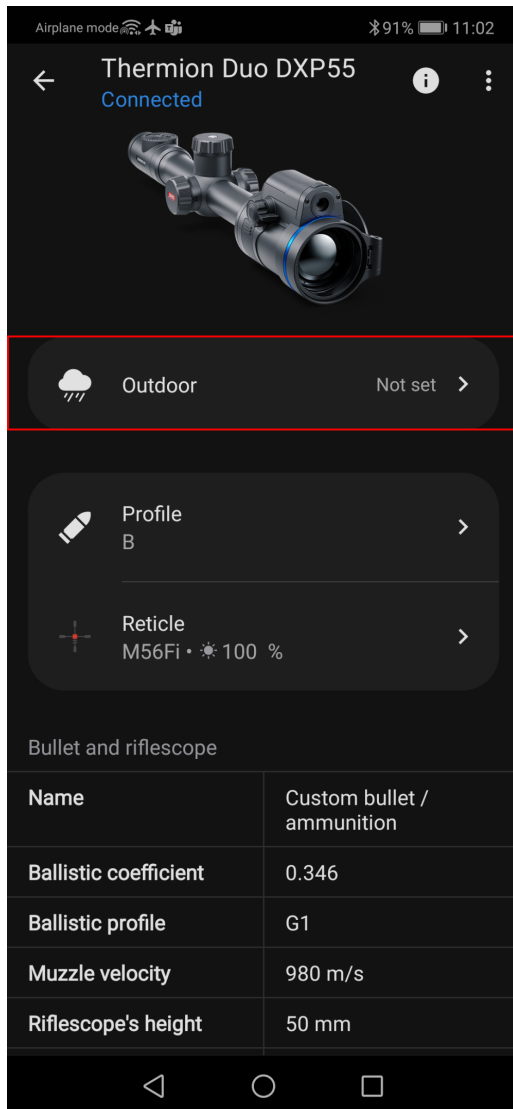 Airplane mode 91% 11:02
Thermion Duo DXP55
Connected
Outdoor Not set
Profile
B
Reticle
M56Fi • 100 %
Bullet and riflescope
Name Custom bullet /
ammunition
Ballistic coefficient 0.346
Ballistic profile G1
Muzzle velocity 980 m/s
Riflescope's height 50 mm